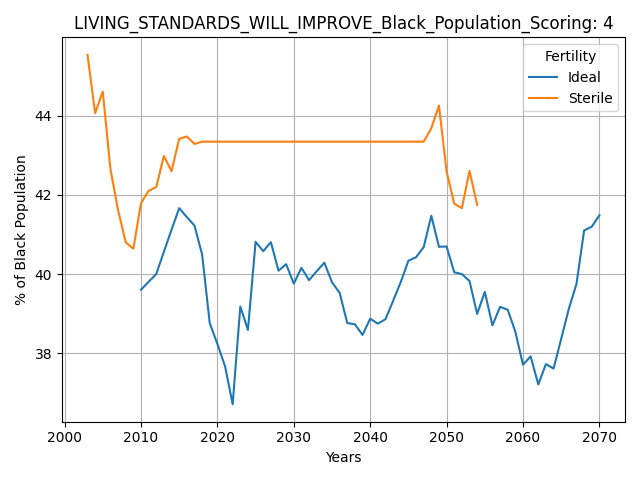 LIVING_STANDARDS_WILL_IMPROVE_Black_Population_Scoring: 4
Fertility
Ideal
Sterile
% of Black Population
44
42
40
38
2000 2010 2020 2030 2040 2050 2060 2070
Years